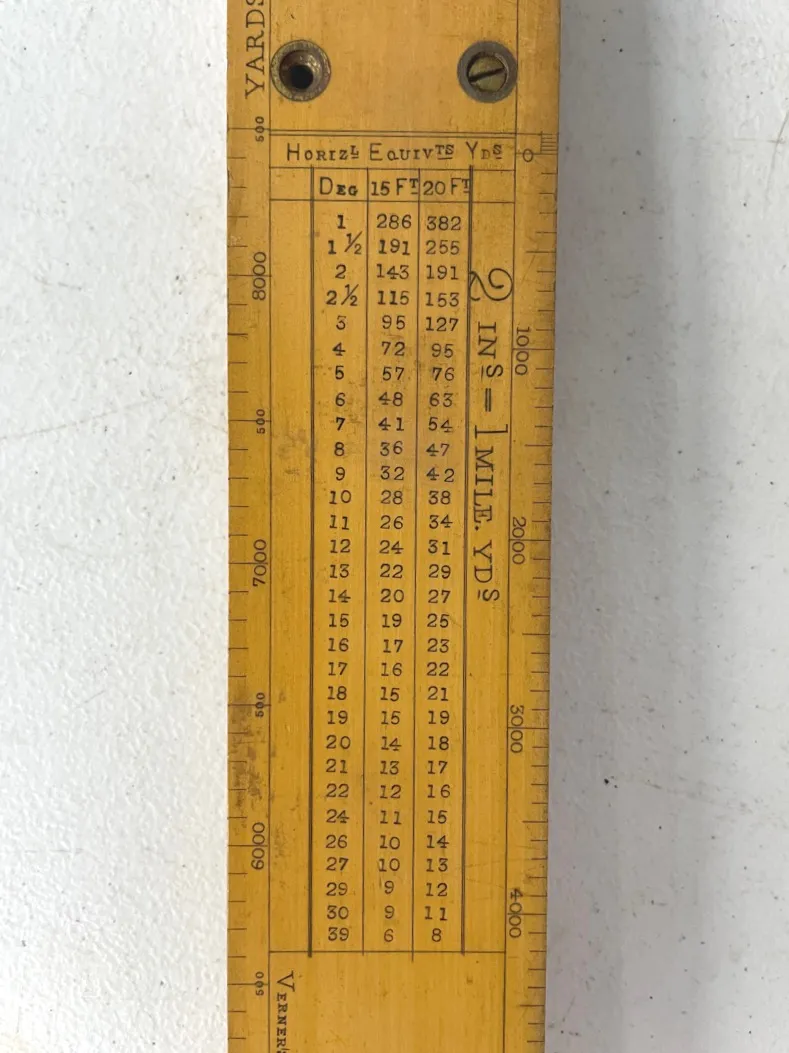 YARDS
500
8000
500
7000
500
6000
500
HORIZL EQUIVTS YDS
DEG 15 FT 20 FT
1 286 382
1 ½ 191 255
2 143 191
2 ½ 115 153
3 95 127
4 72 95
5 57 76
6 48 63
7 41 54
8 36 47
9 32 42
10 28 38
11 26 34
12 24 31
13 22 29
14 20 27
15 19 25
16 17 23
17 16 22
18 15 21
19 15 19
20 14 18
21 13 17
22 12 16
24 11 15
26 10 14
27 10 13
29 9 12
30 9 11
39 6 8
2 INS = 1 MILE. YDS
0
1000
2000
3000
4000
VERNER'S